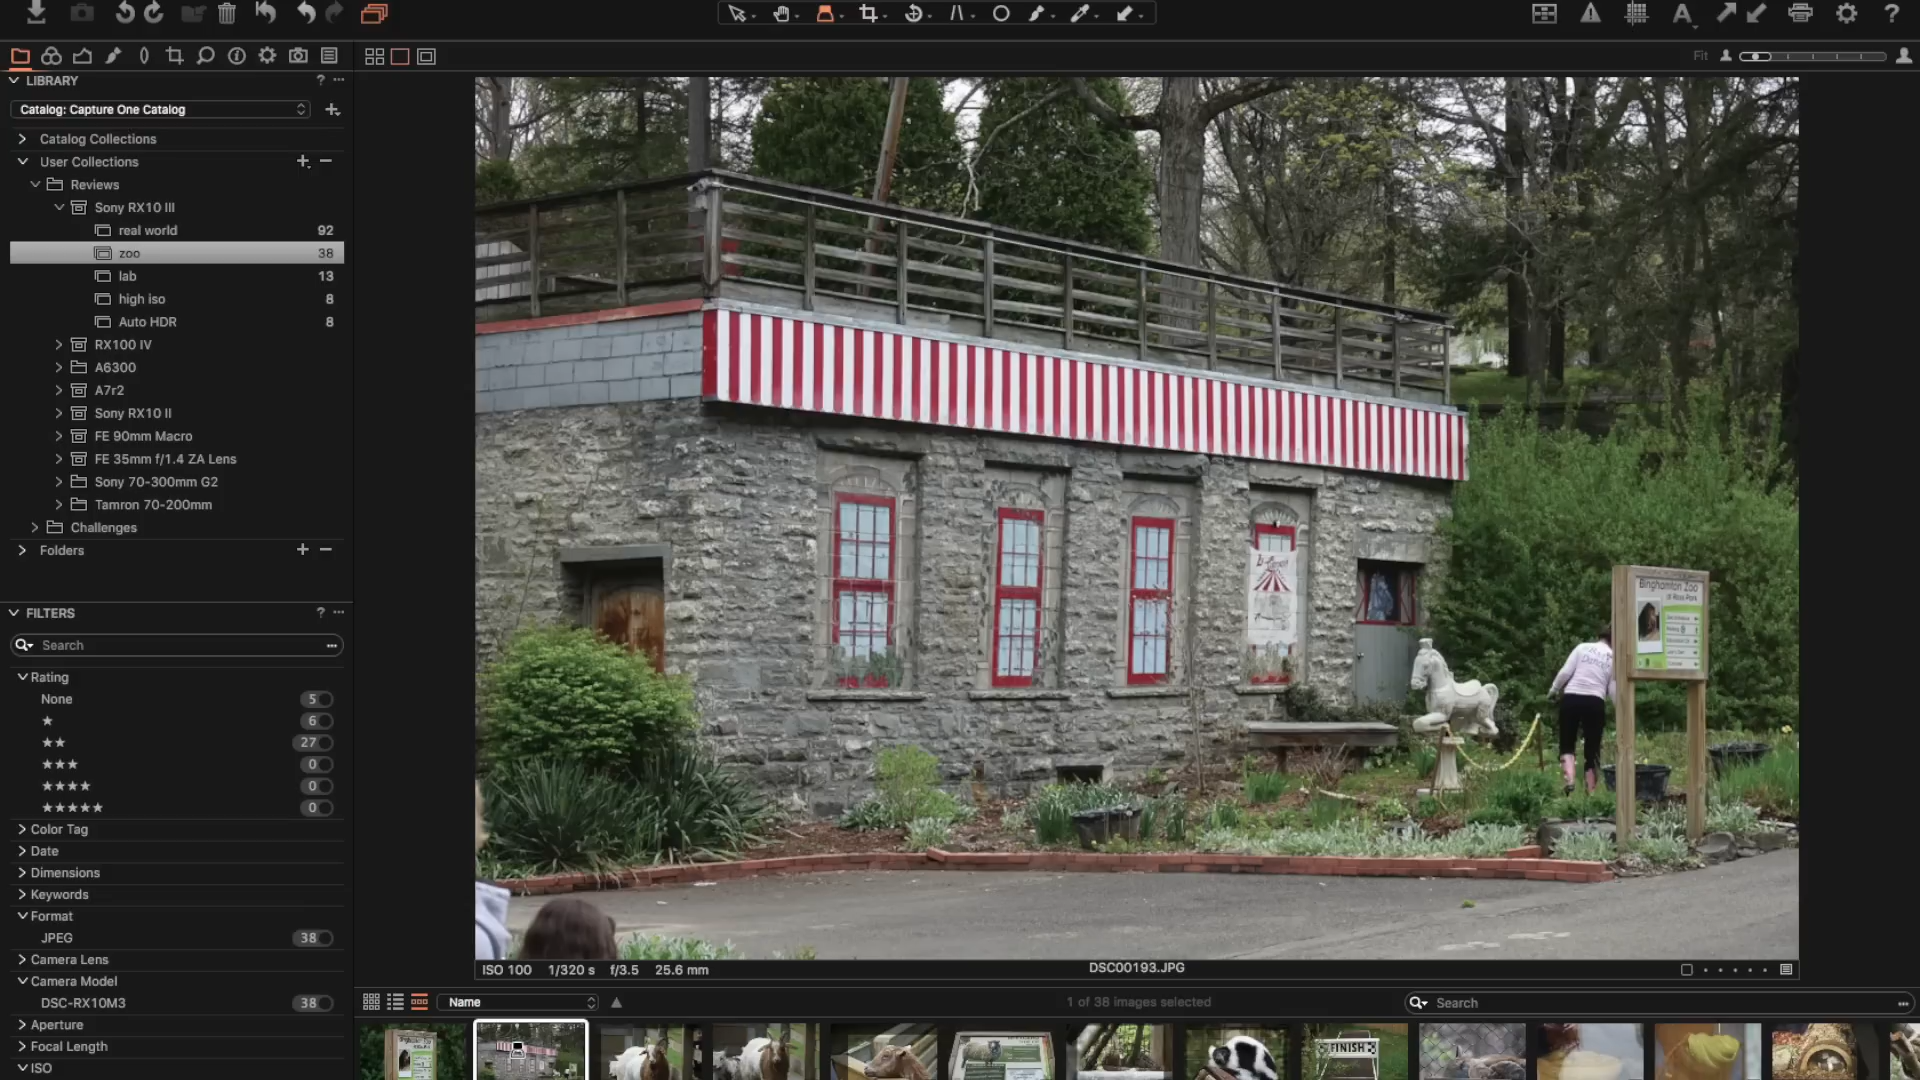 Fit
LIBRARY
Catalog: Capture One Catalog
Catalog Collections
User Collections
Reviews
Sony RX10 III
real world 92
zoo 38
lab 13
high iso 8
Auto HDR 8
RX100 IV
A6300
A7r2
Sony RX10 II
FE 90mm Macro
FE 35mm f/1.4 ZA Lens
Sony 70-300mm G2
Tamron 70-200mm
Challenges
Folders
FILTERS
Search
Rating
None 5
★ 6
★★ 27
★★★ 0
★★★★ 0
★★★★★ 0
Color Tag
Date
Dimensions
Keywords
Format
JPEG 38
Camera Lens
Camera Model
DSC-RX10M3 38
Aperture
Focal Length
ISO
Binghamton Zoo
at Ross Park
ISO 100 1/320 s f/3.5 25.6 mm
DSC00193.JPG
Name
1 of 38 images selected
Search
FINISH